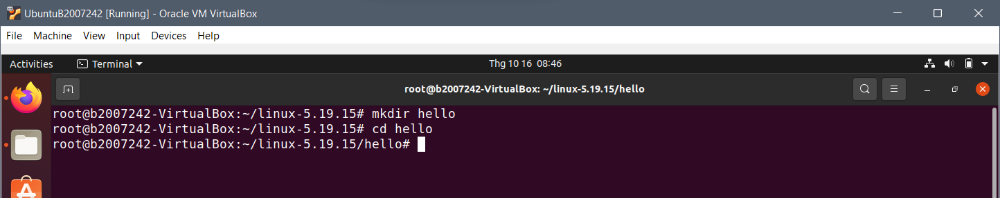 UbuntuB2007242 [Running] - Oracle VM VirtualBox
File Machine View Input Devices Help
Activities Terminal Thg 10 16 08:46
root@b2007242-VirtualBox: ~/linux-5.19.15/hello
root@b2007242-VirtualBox:~/linux-5.19.15# mkdir hello
root@b2007242-VirtualBox:~/linux-5.19.15# cd hello
root@b2007242-VirtualBox:~/linux-5.19.15/hello#